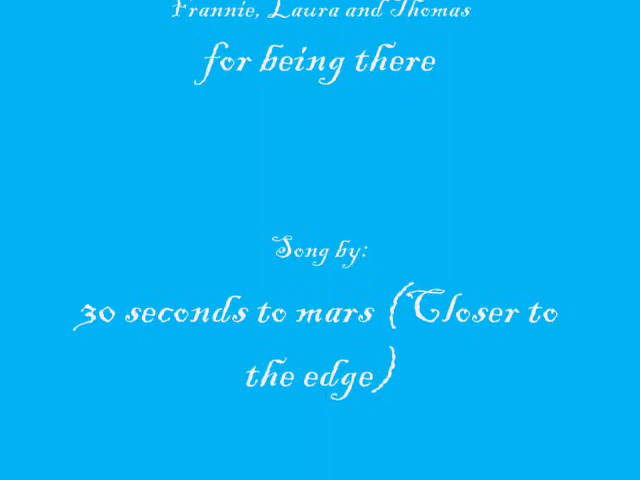 Frannie, Laura and Thomas
for being there
Song by:
30 seconds to mars (Closer to
the edge)